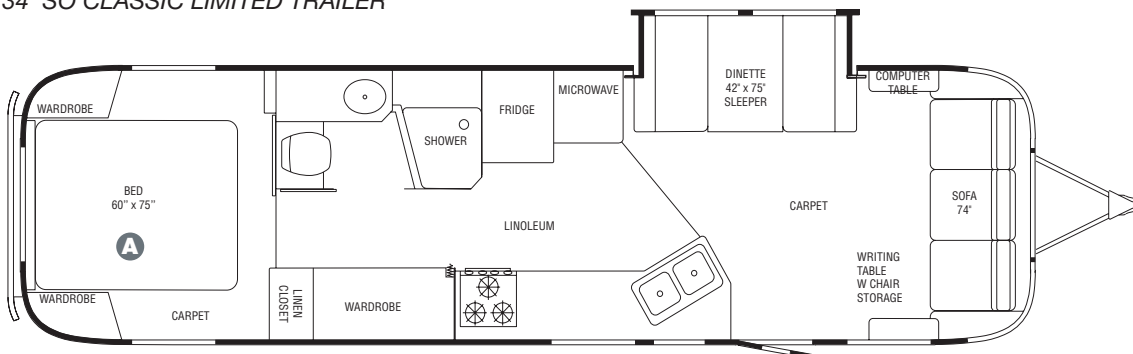 34' SO CLASSIC LIMITED TRAILER
WARDROBE
BED
60" x 75"
A
WARDROBE
CARPET
LINEN
CLOSET
WARDROBE
SHOWER
FRIDGE
MICROWAVE
LINOLEUM
DINETTE
42" x 75"
SLEEPER
COMPUTER
TABLE
CARPET
SOFA
74"
WRITING
TABLE
W CHAIR
STORAGE